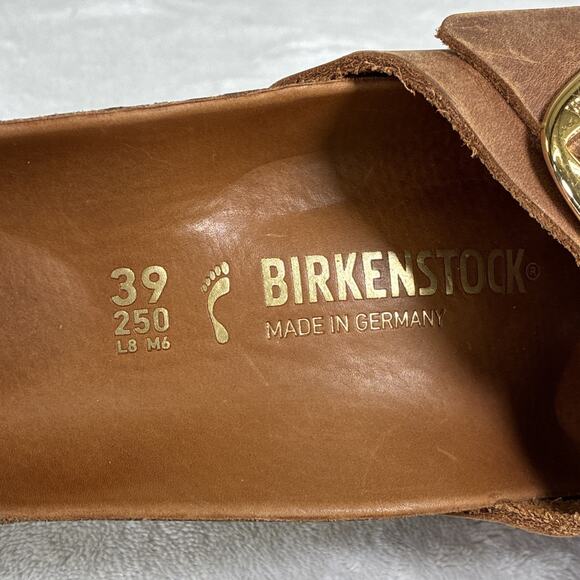 39
250
L8 M6
BIRKENSTOCK®
MADE IN GERMANY